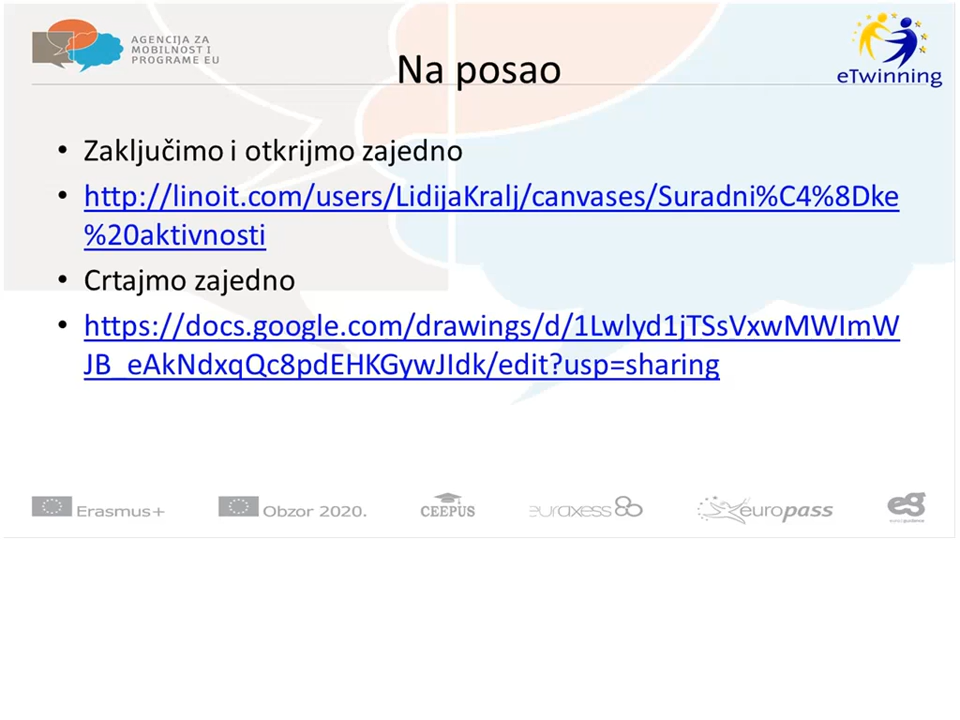 AGENCIJA ZA
MOBILNOST I
PROGRAME EU
eTwinning
Na posao
• Zaključimo i otkrijmo zajedno
• http://linoit.com/users/LidijaKralj/canvases/Suradni%C4%8Dke
%20aktivnosti
• Crtajmo zajedno
• https://docs.google.com/drawings/d/1Lwlyd1jTSsVxwMWImW
JB_eAkNdxqQc8pdEHKGywJIdk/edit?usp=sharing
Erasmus+
Obzor 2020.
CEEPUS
euraxess
europass
eg